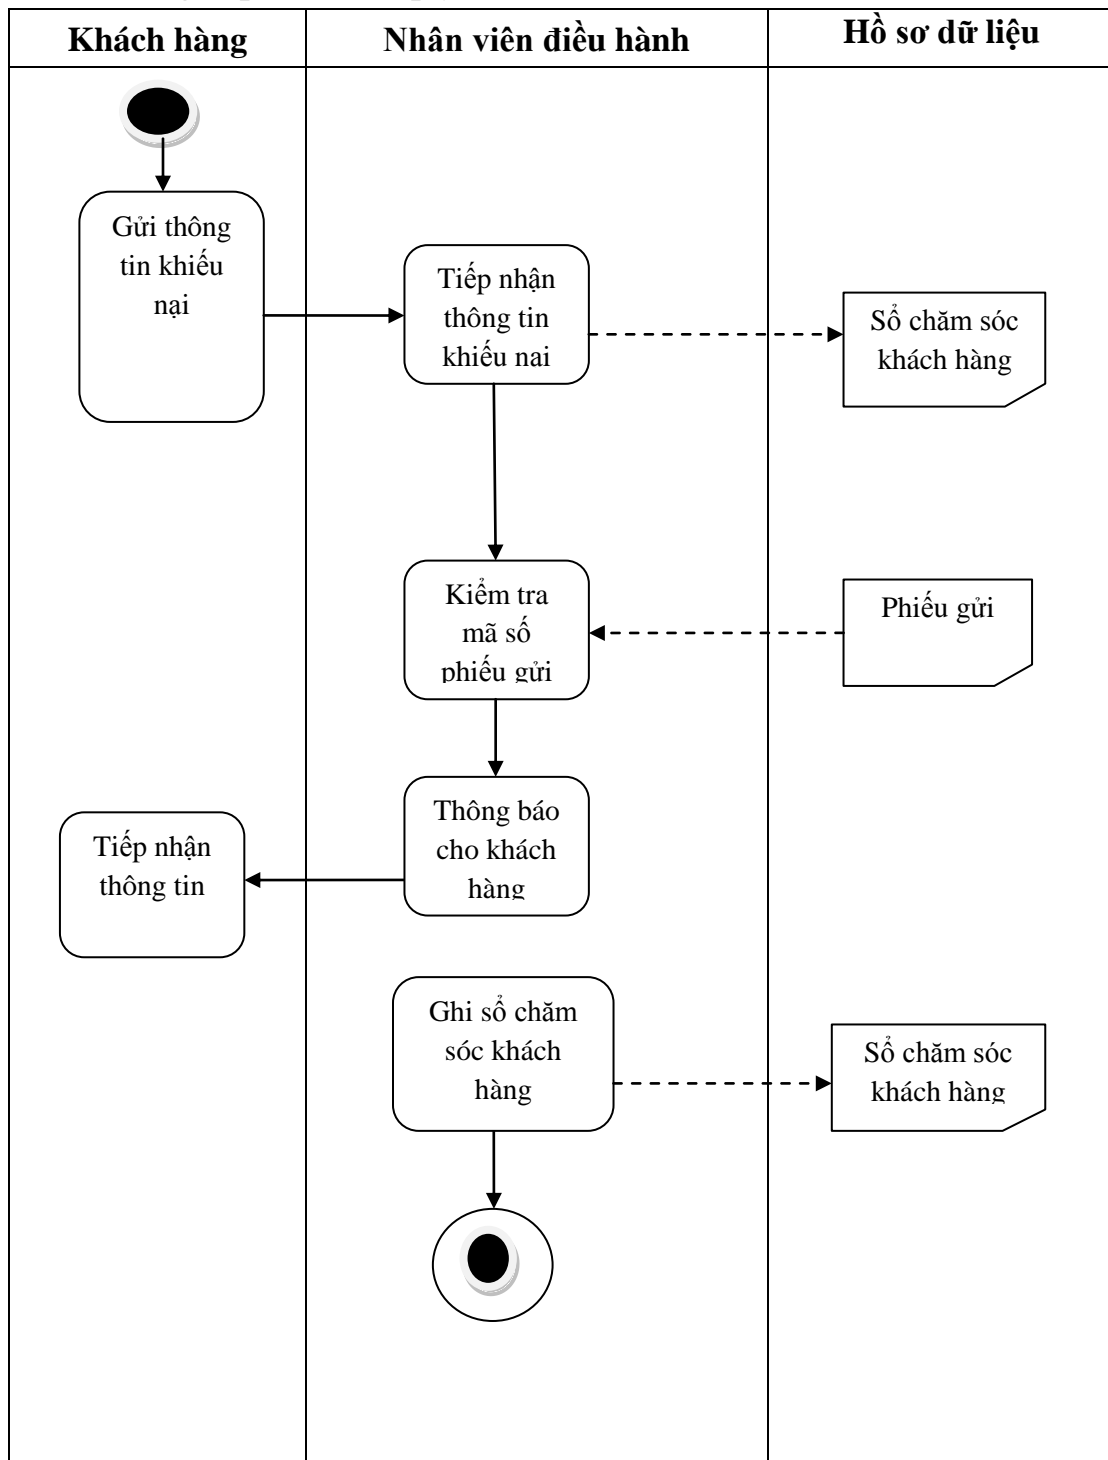 Khách hàng
Nhân viên điều hành
Hồ sơ dữ liệu
Gửi thông
tin khiếu
nại
Tiếp nhận
thông tin
khiếu nai
Sổ chăm sóc
khách hàng
Kiểm tra
mã số
phiếu gửi
Phiếu gửi
Thông báo
cho khách
hàng
Tiếp nhận
thông tin
Ghi sổ chăm
sóc khách
hàng
Sổ chăm sóc
khách hàng